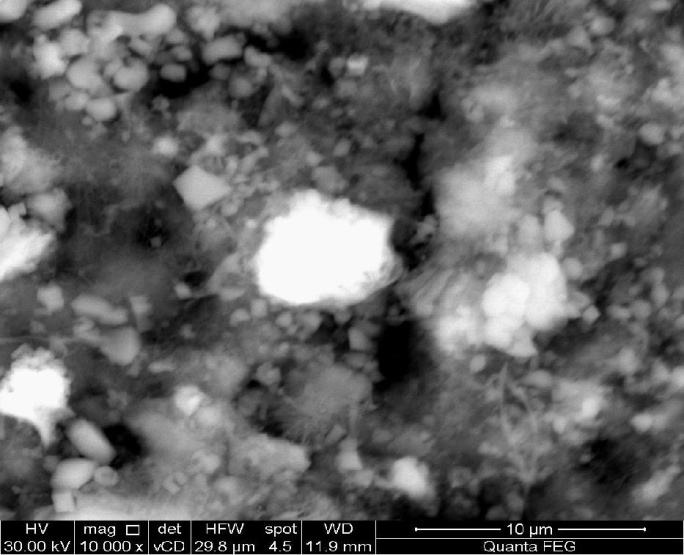 HV mag □ det HFW spot WD 10 µm
30.00 kV 10 000 x vCD 29.8 µm 4.5 11.9 mm Quanta FEG